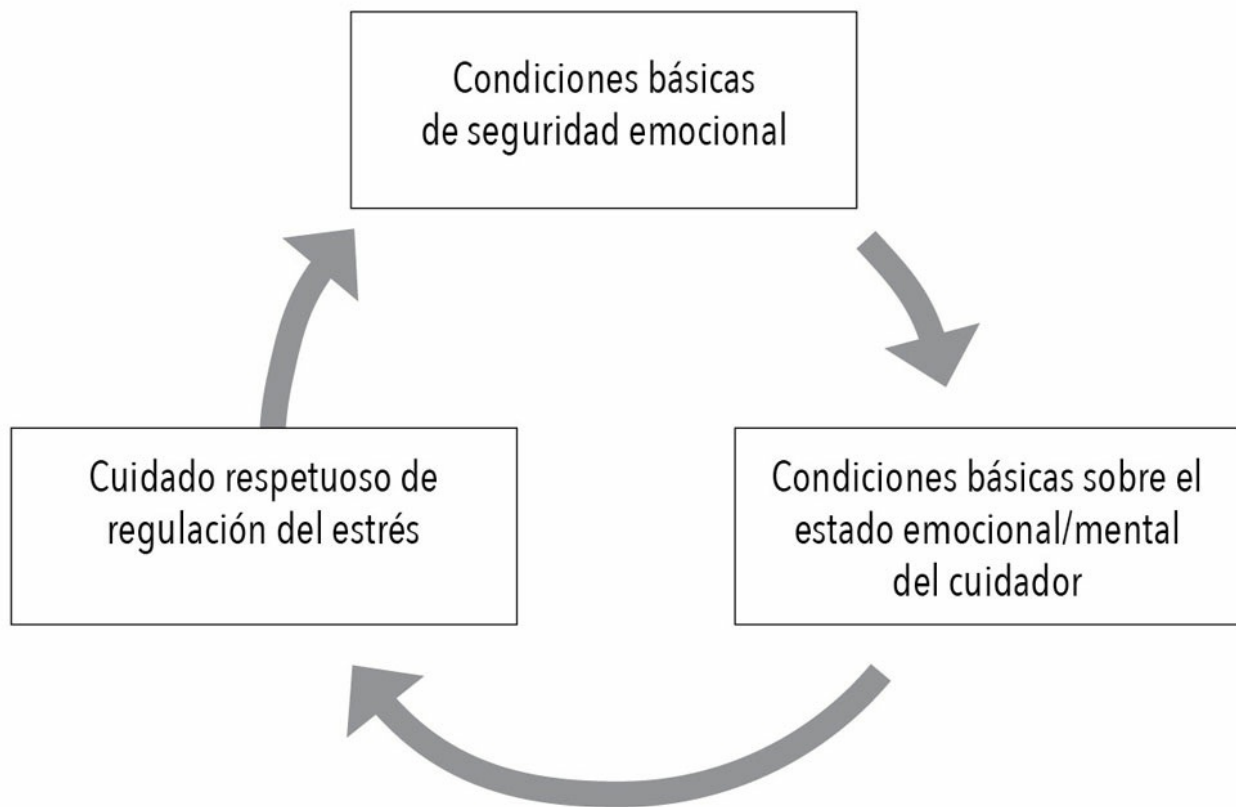 Condiciones básicas
de seguridad emocional
Cuidado respetuoso de
regulación del estrés
Condiciones básicas sobre el
estado emocional/mental
del cuidador